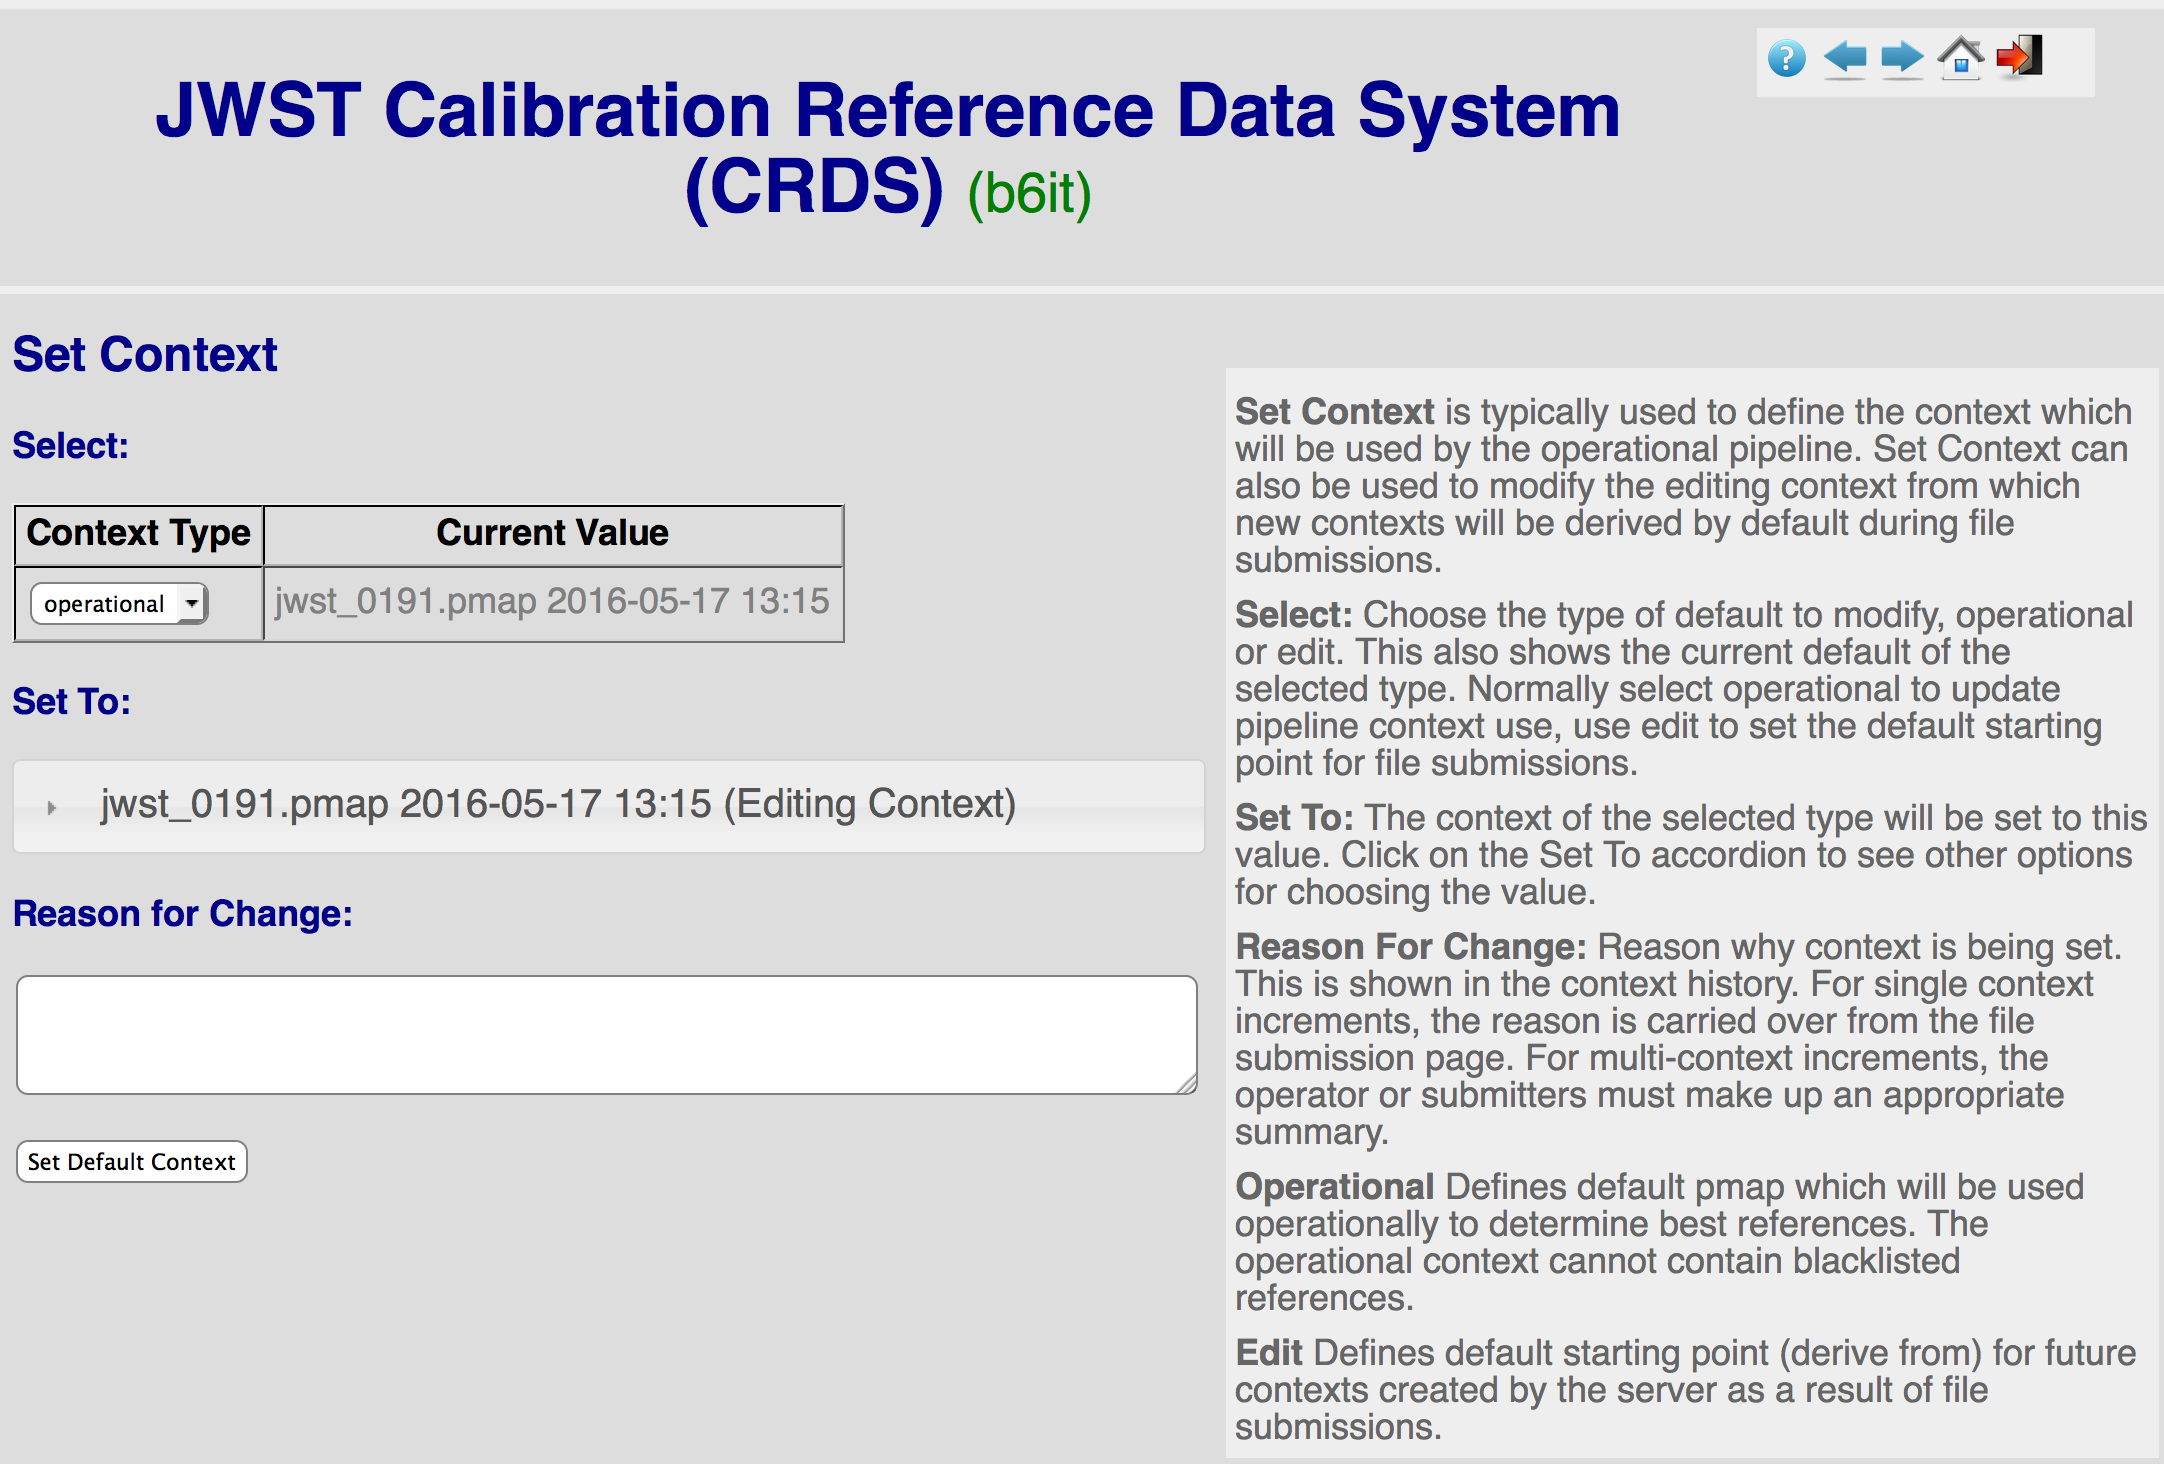 JWST Calibration Reference Data System
(CRDS) (b6it)
Set Context
Select:
Context Type Current Value
operational jwst_0191.pmap 2016-05-17 13:15
Set To:
jwst_0191.pmap 2016-05-17 13:15 (Editing Context)
Reason for Change:
Set Default Context
Set Context is typically used to define the context which
will be used by the operational pipeline. Set Context can
also be used to modify the editing context from which
new contexts will be derived by default during file
submissions.
Select: Choose the type of default to modify, operational
or edit. This also shows the current default of the
selected type. Normally select operational to update
pipeline context use, use edit to set the default starting
point for file submissions.
Set To: The context of the selected type will be set to this
value. Click on the Set To accordion to see other options
for choosing the value.
Reason For Change: Reason why context is being set.
This is shown in the context history. For single context
increments, the reason is carried over from the file
submission page. For multi-context increments, the
operator or submitters must make up an appropriate
summary.
Operational Defines default pmap which will be used
operationally to determine best references. The
operational context cannot contain blacklisted
references.
Edit Defines default starting point (derive from) for future
contexts created by the server as a result of file
submissions.